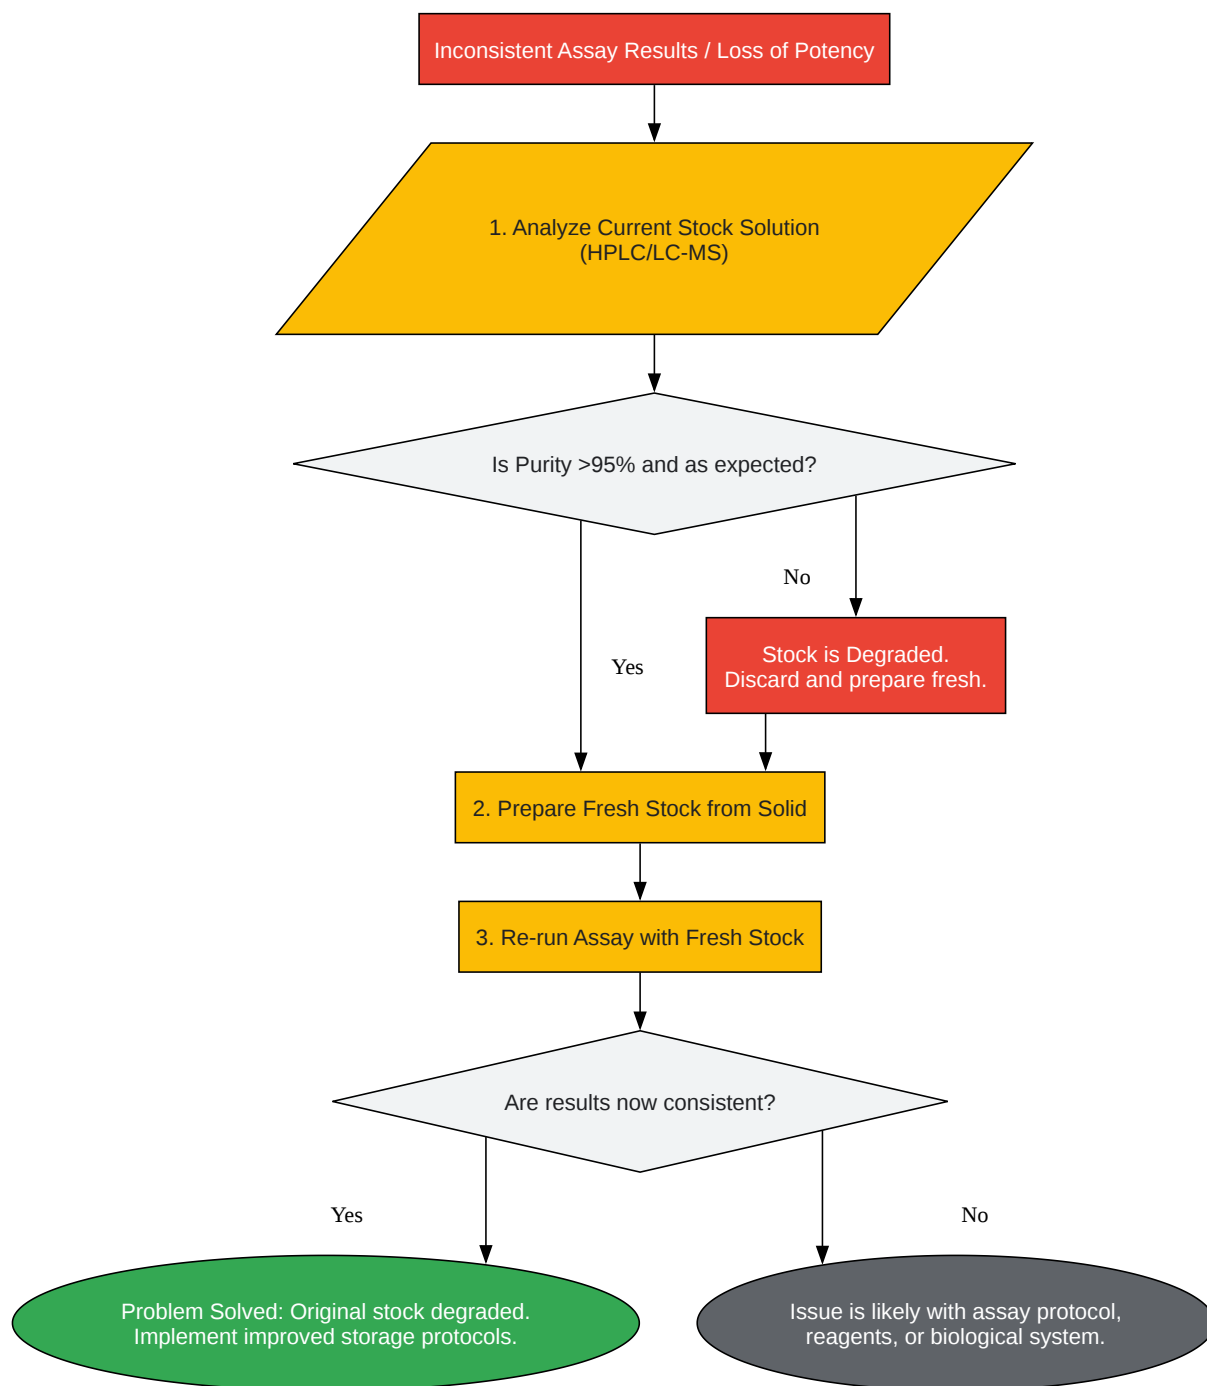 Inconsistent Assay Results / Loss of Potency
1. Analyze Current Stock Solution
(HPLC/LC-MS)
Is Purity >95% and as expected?
No
Yes
Stock is Degraded.
Discard and prepare fresh.
2. Prepare Fresh Stock from Solid
3. Re-run Assay with Fresh Stock
Are results now consistent?
Yes
No
Problem Solved: Original stock degraded.
Implement improved storage protocols.
Issue is likely with assay protocol,
reagents, or biological system.